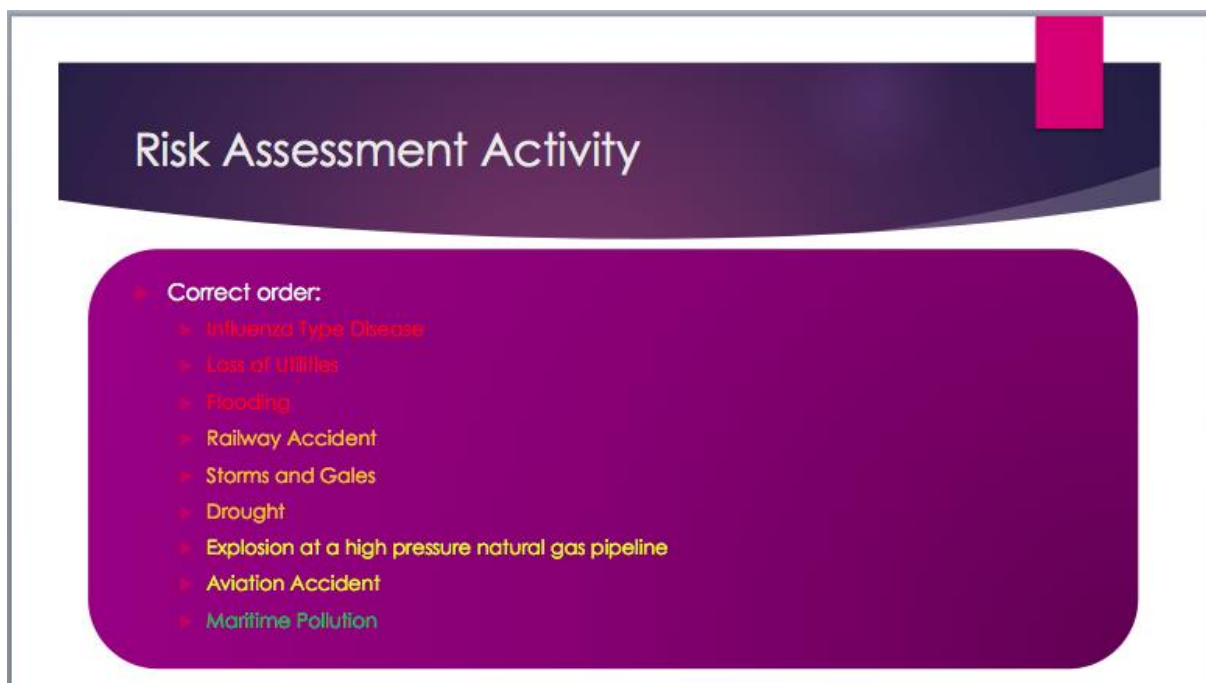 Risk Assessment Activity
Correct order:
Influenza Type Disease
Loss of Utilities
Flooding
Railway Accident
Storms and Gales
Drought
Explosion at a high pressure natural gas pipeline
Aviation Accident
Maritime Pollution